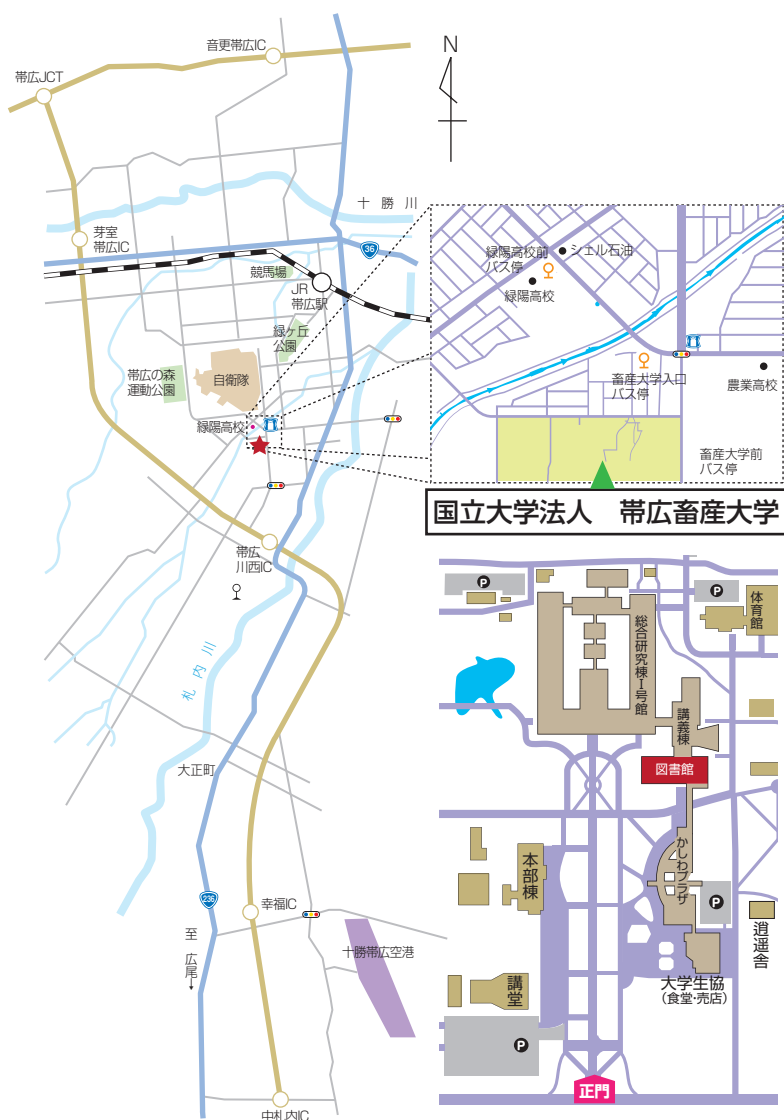 音更帯広IC
帯広JCT
N
十勝川
芽室
帯広IC
36
競馬場
JR
帯広駅
緑ヶ丘
公園
帯広の森
運動公園
自衛隊
緑陽高校
帯広
川西IC
札内川
大正町
236
幸福IC
至 広尾
十勝帯広空港
中札内IC
緑陽高校前
バス停
シェル石油
緑陽高校
畜産大学入口
バス停
農業高校
畜産大学前
バス停
国立大学法人 帯広畜産大学
P
P
体育館
総合研究棟I号館
講義棟
図書館
かしわプラザ
本部棟
P
逍遥舎
大学生協
(食堂・売店)
講堂
P
正門